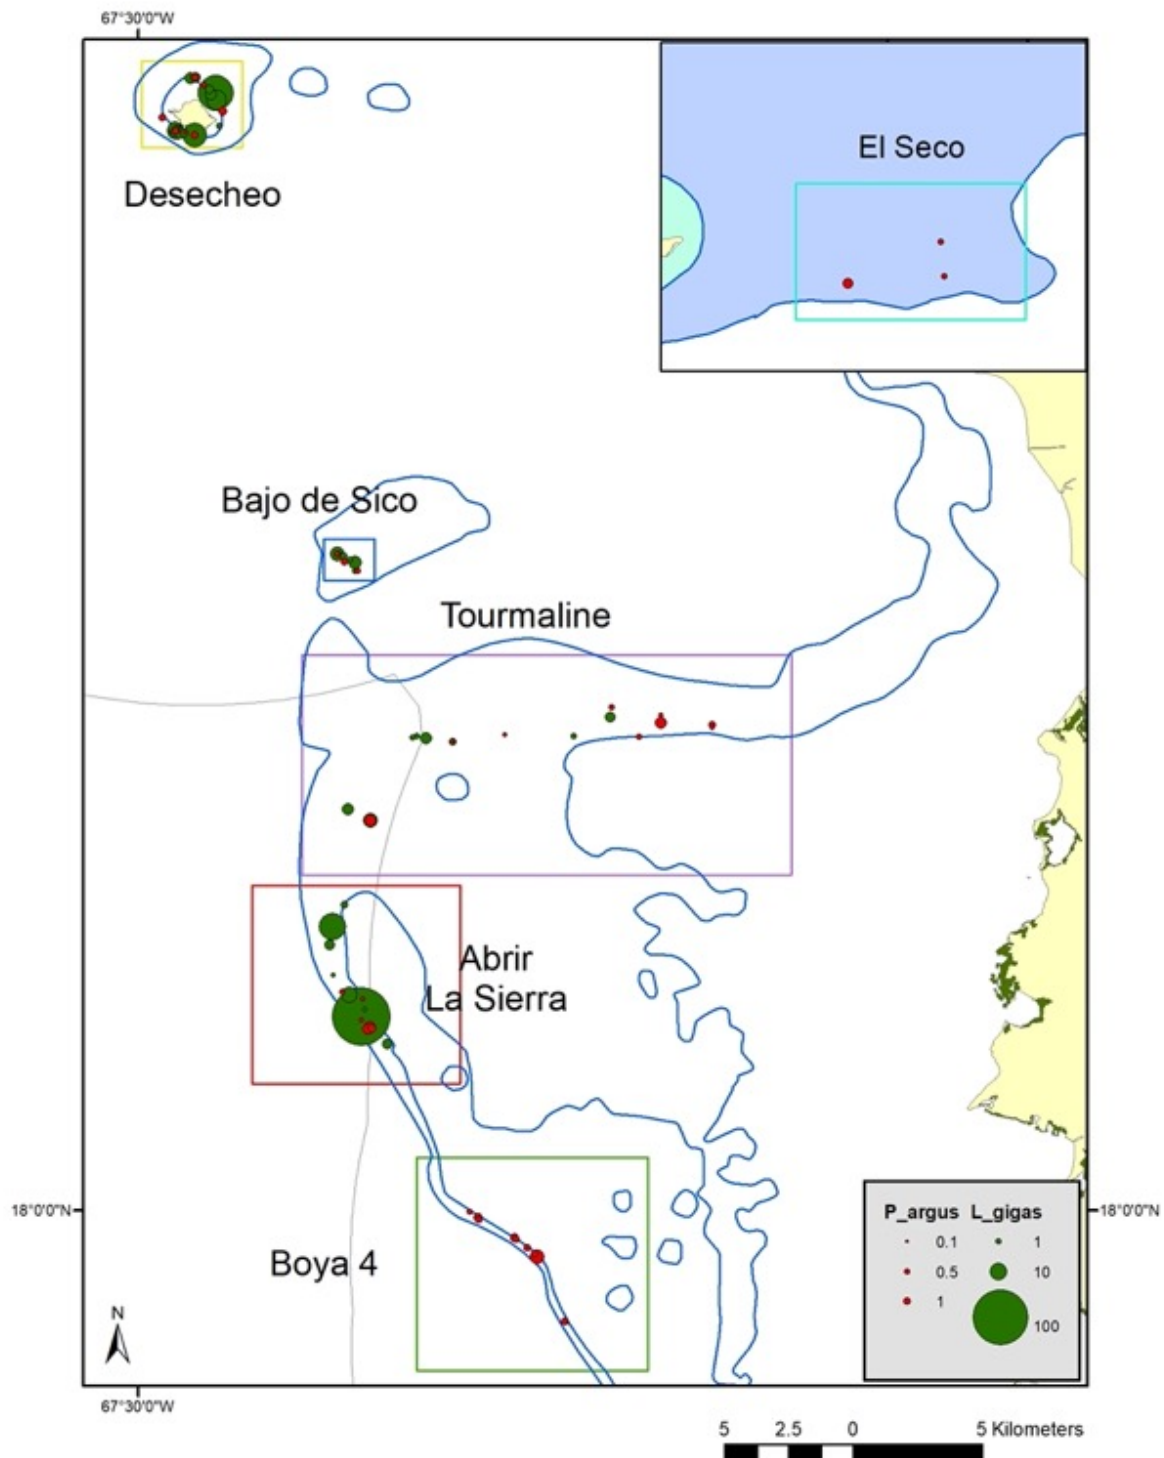 67°30'0"W
El Seco
Desecheo
Bajo de Sico
Tourmaline
Abrir
La Sierra
18°0'0"N
18°0'0"N
P_argus L_gigas
0.1 1
0.5 10
1 100
Boya 4
N
67°30'0"W
5 2.5 0 5 Kilometers